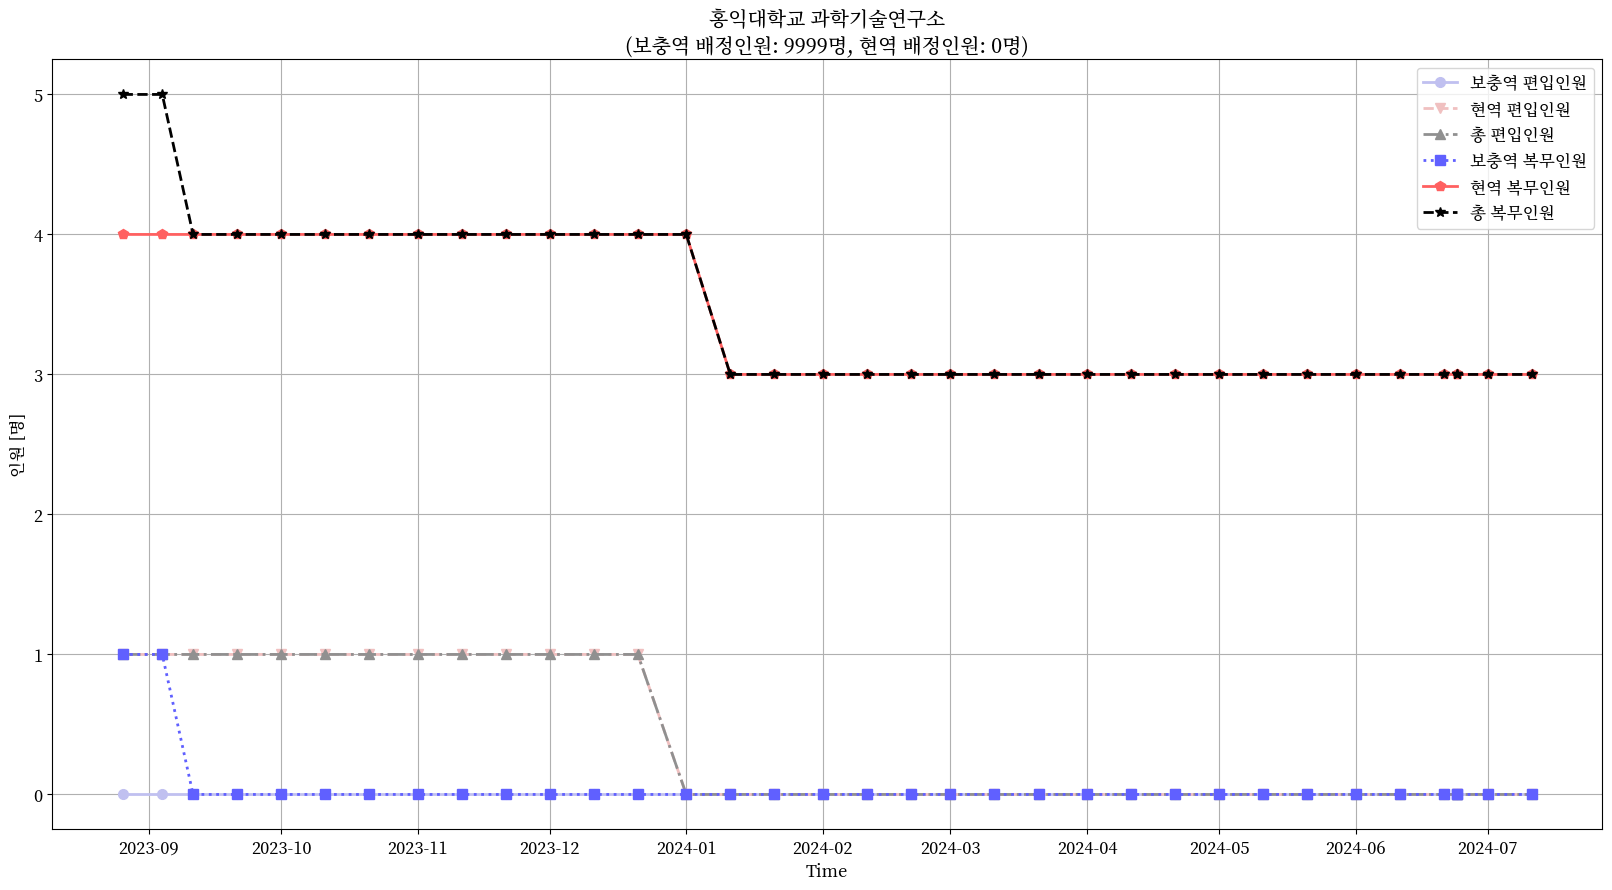 홍익대학교 과학기술연구소
(보충역 배정인원: 9999명, 현역 배정인원: 0명)
보충역 편입인원
현역 편입인원
총 편입인원
보충역 복무인원
현역 복무인원
총 복무인원
인원 [명]
5
4
3
2
1
0
2023-09
2023-10
2023-11
2023-12
2024-01
2024-02
2024-03
2024-04
2024-05
2024-06
2024-07
Time